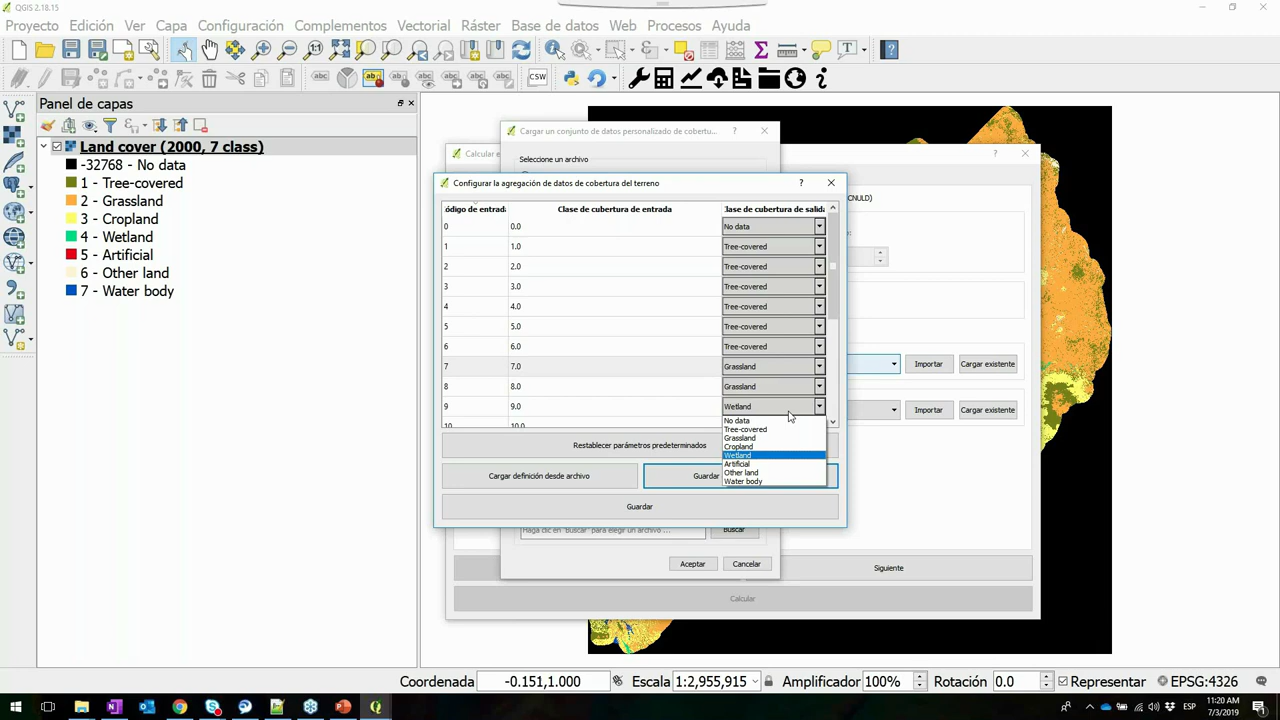 QGIS 2.18.15
Proyecto Edición Ver Capa Configuración Complementos Vectorial Ráster Base de datos Web Procesos Ayuda
CSW
Panel de capas
Land cover (2000, 7 class)
-32768 - No data
1 - Tree-covered
2 - Grassland
3 - Cropland
4 - Wetland
5 - Artificial
6 - Other land
7 - Water body
Cargar un conjunto de datos personalizado de cobertu... ?
Seleccione un archivo
Calcular e ?
CNULD)
Configurar la agregación de datos de cobertura del terreno ?
ódigo de entrada Clase de cubertura de entrada lase de cubertura de salida
0 0.0 No data
1 1.0 Tree-covered
2 2.0 Tree-covered
3 3.0 Tree-covered
4 4.0 Tree-covered
5 5.0 Tree-covered
6 6.0 Tree-covered
7 7.0 Grassland
8 8.0 Grassland
9 9.0 Wetland
10 10.0
No data
Tree-covered
Grassland
Cropland
Wetland
Artificial
Other land
Water body
Restablecer parámetros predeterminados
Cargar definición desde archivo Guardar
Guardar
Importar Cargar existente
Importar Cargar existente
Haga clic en "Buscar" para elegir un archivo ... Buscar
Aceptar Cancelar
Siguiente
Calcular
Coordenada -0.151,1.000 Escala 1:2,955,915 Amplificador 100% Rotación 0.0 Representar EPSG:4326
ESP 11:20 AM
7/3/2019